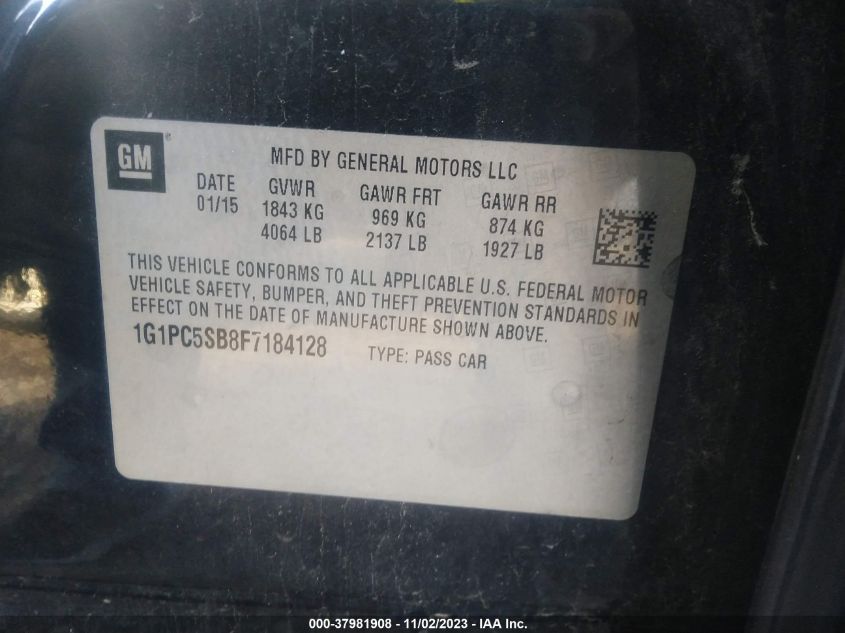 GM
MFD BY GENERAL MOTORS LLC
DATE GVWR GAWR FRT GAWR RR
01/15 1843 KG 969 KG 874 KG
4064 LB 2137 LB 1927 LB
THIS VEHICLE CONFORMS TO ALL APPLICABLE U.S. FEDERAL MOTOR
VEHICLE SAFETY, BUMPER, AND THEFT PREVENTION STANDARDS IN
EFFECT ON THE DATE OF MANUFACTURE SHOWN ABOVE.
1G1PC5SB8F7184128 TYPE: PASS CAR
000-37981908 - 11/02/2023 - IAA Inc.